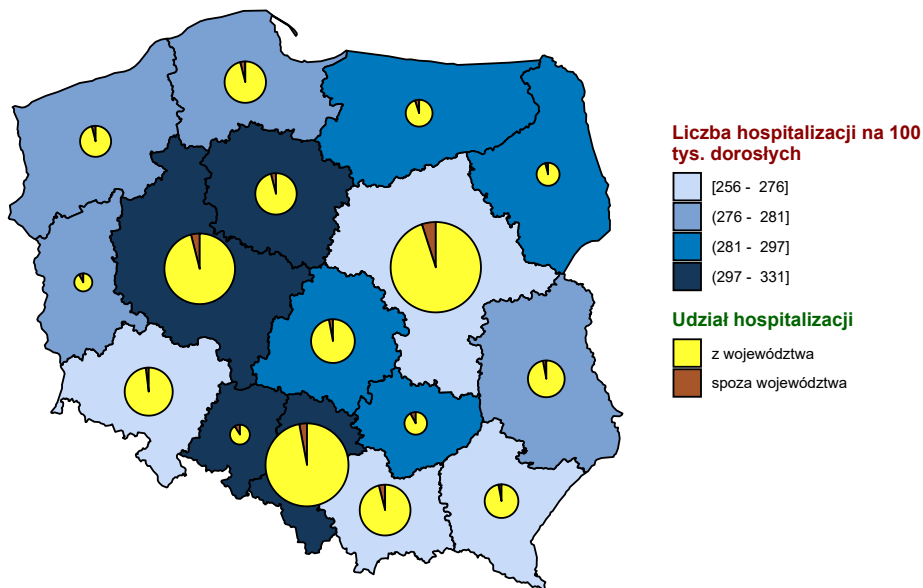 Liczba hospitalizacji na 100
tys. dorosłych
[256 - 276]
(276 - 281]
(281 - 297]
(297 - 331]
Udział hospitalizacji
z województwa
spoza województwa